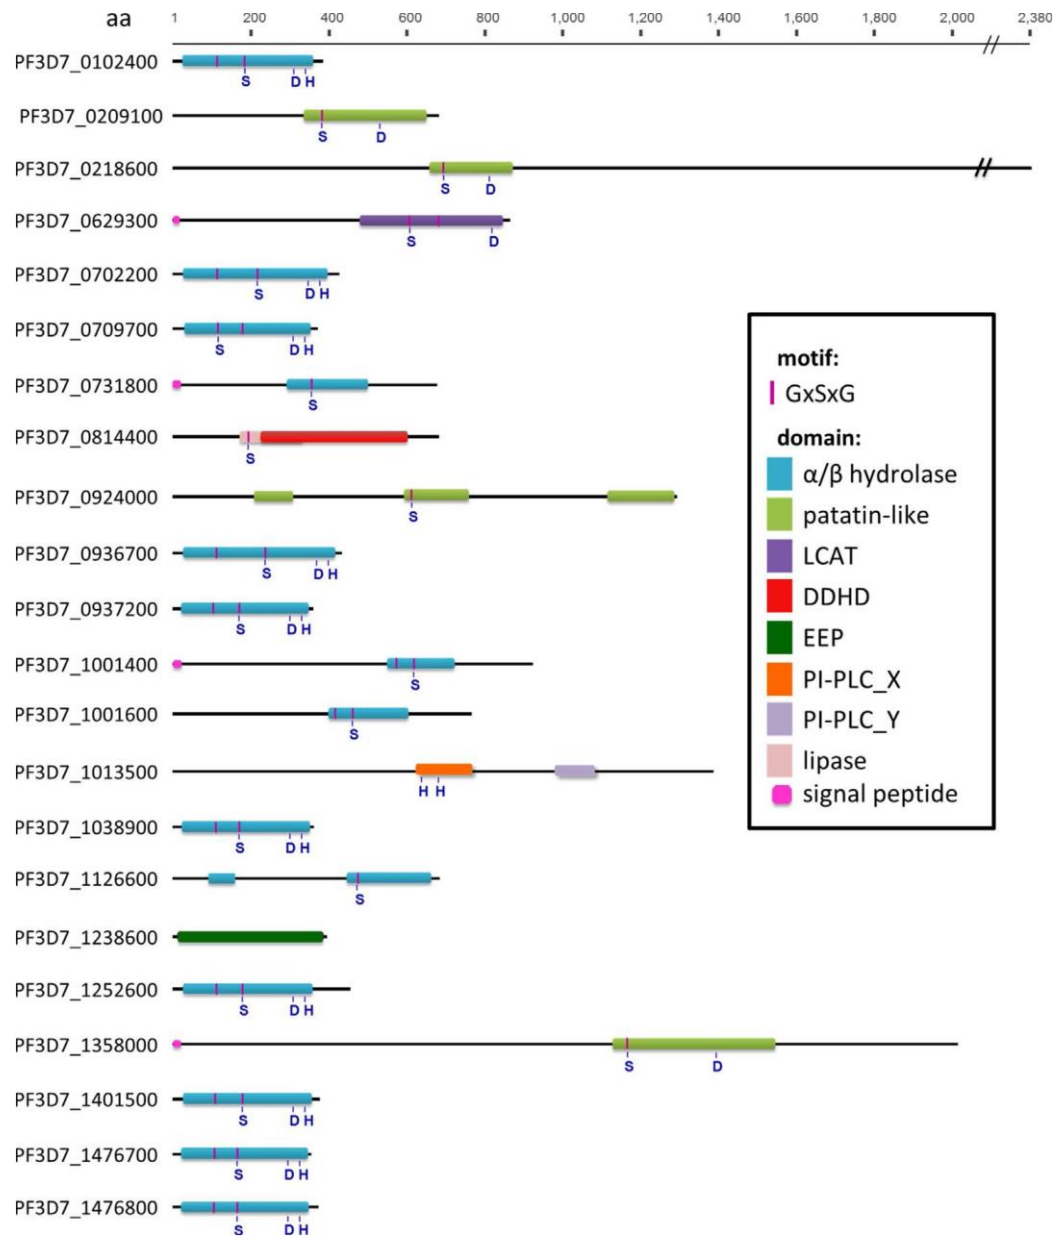 aa 1 200 400 600 800 1,000 1,200 1,400 1,600 1,800 2,000 2,380
PF3D7_0102400
S D H
PF3D7_0209100
S D
PF3D7_0218600
S D
PF3D7_0629300
S D
PF3D7_0702200
S D H
PF3D7_0709700
S D H
PF3D7_0731800
S
PF3D7_0814400
S
PF3D7_0924000
S
PF3D7_0936700
S D H
PF3D7_0937200
S D H
PF3D7_1001400
S
PF3D7_1001600
S
PF3D7_1013500
H H
PF3D7_1038900
S D H
PF3D7_1126600
S
PF3D7_1238600
PF3D7_1252600
S D H
PF3D7_1358000
S D
PF3D7_1401500
S D H
PF3D7_1476700
S D H
PF3D7_1476800
S D H
motif:
GxSxG
domain:
α/β hydrolase
patatin-like
LCAT
DDHD
EEP
PI-PLC_X
PI-PLC_Y
lipase
signal peptide